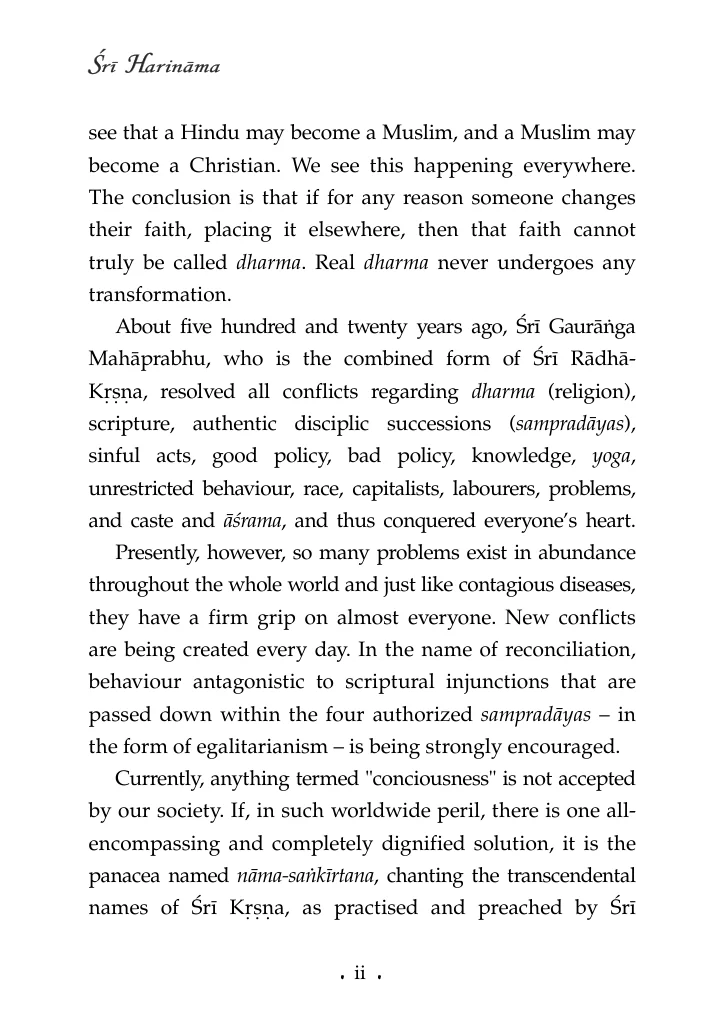 Śrī Harināma
see that a Hindu may become a Muslim, and a Muslim may
become a Christian. We see this happening everywhere.
The conclusion is that if for any reason someone changes
their faith, placing it elsewhere, then that faith cannot
truly be called dharma. Real dharma never undergoes any
transformation.
About five hundred and twenty years ago, Śrī Gaurāṅga
Mahāprabhu, who is the combined form of Śrī Rādhā-
Kṛṣṇa, resolved all conflicts regarding dharma (religion),
scripture, authentic disciplic successions (sampradāyas),
sinful acts, good policy, bad policy, knowledge, yoga,
unrestricted behaviour, race, capitalists, labourers, problems,
and caste and āśrama, and thus conquered everyone’s heart.
Presently, however, so many problems exist in abundance
throughout the whole world and just like contagious diseases,
they have a firm grip on almost everyone. New conflicts
are being created every day. In the name of reconciliation,
behaviour antagonistic to scriptural injunctions that are
passed down within the four authorized sampradāyas – in
the form of egalitarianism – is being strongly encouraged.
Currently, anything termed "conciousness" is not accepted
by our society. If, in such worldwide peril, there is one all-
encompassing and completely dignified solution, it is the
panacea named nāma-saṅkīrtana, chanting the transcendental
names of Śrī Kṛṣṇa, as practised and preached by Śrī
. ii .